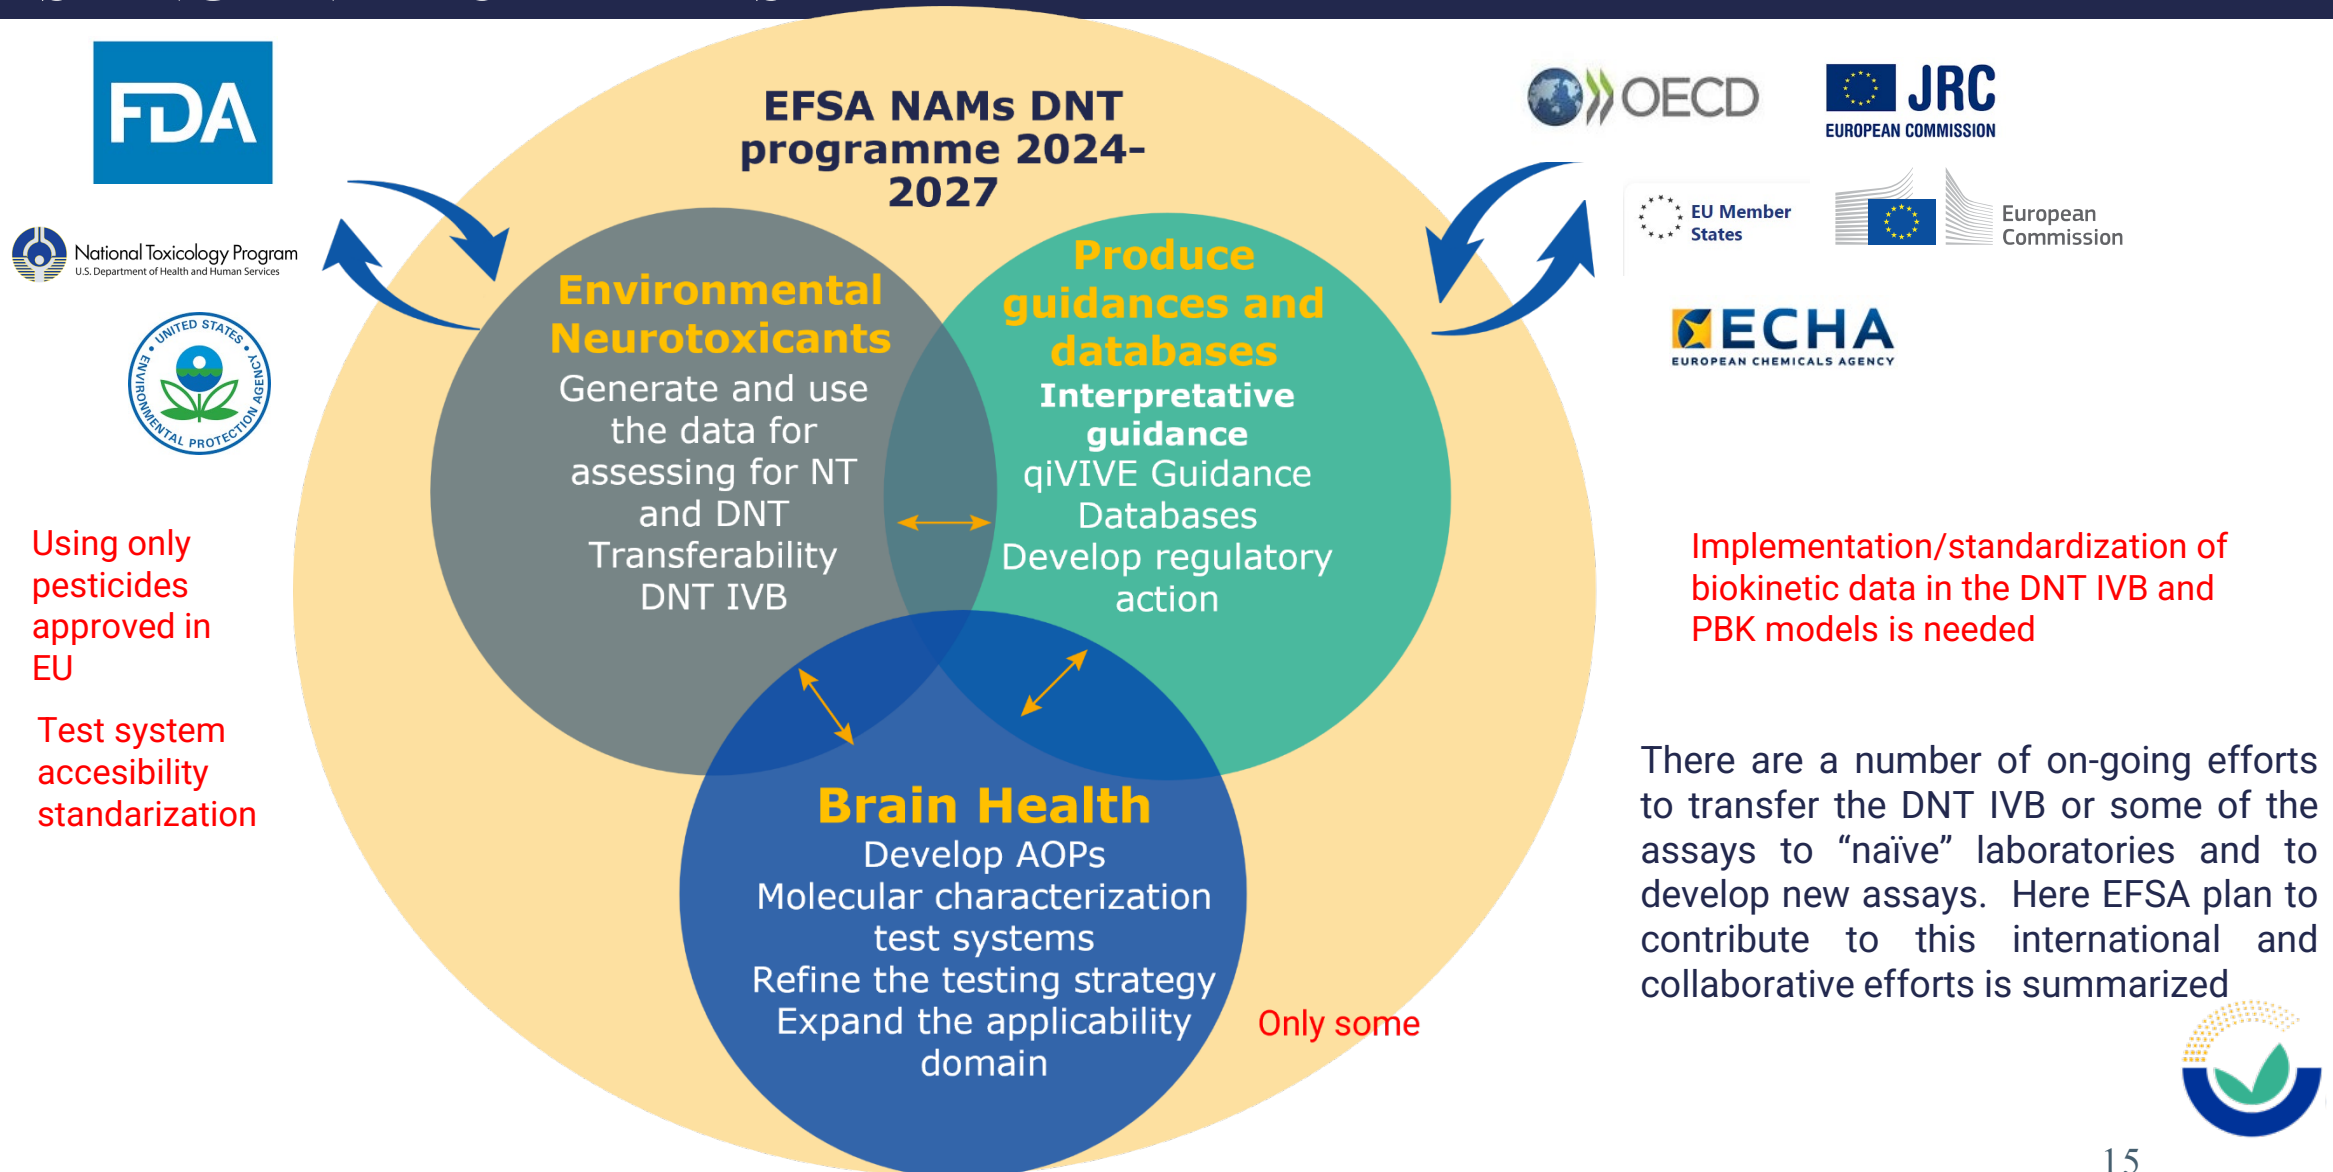 FDA
National Toxicology Program
U.S. Department of Health and Human Services
UNITED STATES
ENVIRONMENTAL PROTECTION AGENCY
Using only
pesticides
approved in
EU
Test system
accesibility
standarization
EFSA NAMs DNT
programme 2024-
2027
Environmental
Neurotoxicants
Generate and use
the data for
assessing for NT
and DNT
Transferability
DNT IVB
Produce
guidances and
databases
Interpretative
guidance
qiVIVE Guidance
Databases
Develop regulatory
action
Brain Health
Develop AOPs
Molecular characterization
test systems
Refine the testing strategy
Expand the applicability
domain
Only some
OECD
JRC
EUROPEAN COMMISSION
EU Member
States
European
Commission
ECHA
EUROPEAN CHEMICALS AGENCY
Implementation/standardization of
biokinetic data in the DNT IVB and
PBK models is needed
There are a number of on-going efforts
to transfer the DNT IVB or some of the
assays to “naïve” laboratories and to
develop new assays. Here EFSA plan to
contribute to this international and
collaborative efforts is summarized
15